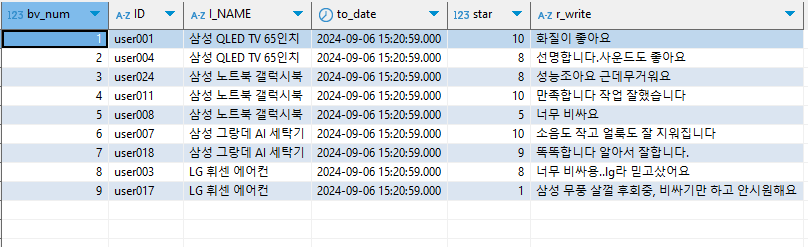 123 bv_num A-Z ID A-Z I_NAME to_date 123 star A-Z r_write
1 user001 삼성 QLED TV 65인치 2024-09-06 15:20:59.000 10 화질이 좋아요
2 user004 삼성 QLED TV 65인치 2024-09-06 15:20:59.000 8 선명합니다.사운드도 좋아요
3 user024 삼성 노트북 갤럭시북 2024-09-06 15:20:59.000 8 성능조아요 근데무거워요
4 user011 삼성 노트북 갤럭시북 2024-09-06 15:20:59.000 10 만족합니다 작업 잘했습니다
5 user008 삼성 노트북 갤럭시북 2024-09-06 15:20:59.000 5 너무 비싸요
6 user007 삼성 그랑데 AI 세탁기 2024-09-06 15:20:59.000 10 소음도 작고 얼룩도 잘 지워집니다
7 user018 삼성 그랑데 AI 세탁기 2024-09-06 15:20:59.000 9 똑똑합니다 알아서 잘합니다.
8 user003 LG 휘센 에어컨 2024-09-06 15:20:59.000 8 너무 비싸용..lg라 믿고샀어요
9 user017 LG 휘센 에어컨 2024-09-06 15:20:59.000 1 삼성 무풍 살껄 후회중, 비싸기만 하고 안시원해요